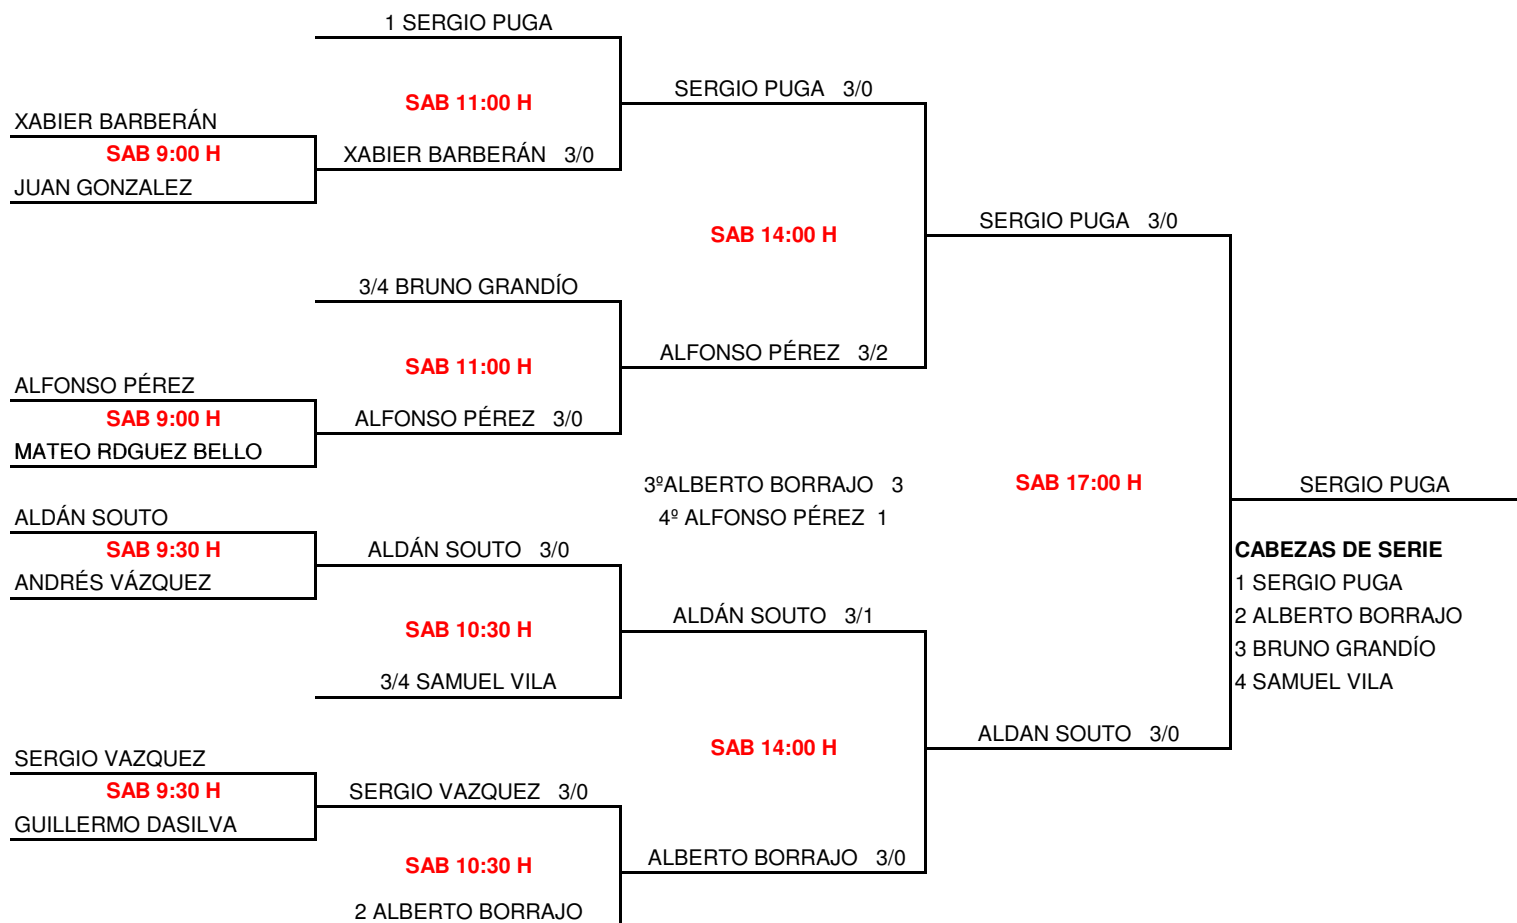 1 SERGIO PUGA
SERGIO PUGA 3/0
SAB 11:00 H
XABIER BARBERÁN
SAB 9:00 H
XABIER BARBERÁN 3/0
JUAN GONZALEZ
SERGIO PUGA 3/0
SAB 14:00 H
3/4 BRUNO GRANDÍO
ALFONSO PÉREZ 3/2
SAB 11:00 H
ALFONSO PÉREZ
SAB 9:00 H
ALFONSO PÉREZ 3/0
MATEO RDGUEZ BELLO
3ºALBERTO BORRAJO 3
SAB 17:00 H
SERGIO PUGA
4º ALFONSO PÉREZ 1
ALDÁN SOUTO
SAB 9:30 H
ALDÁN SOUTO 3/0
ANDRÉS VÁZQUEZ
CABEZAS DE SERIE
1 SERGIO PUGA
2 ALBERTO BORRAJO
3 BRUNO GRANDÍO
4 SAMUEL VILA
ALDÁN SOUTO 3/1
SAB 10:30 H
3/4 SAMUEL VILA
ALDAN SOUTO 3/0
SAB 14:00 H
SERGIO VAZQUEZ
SAB 9:30 H
SERGIO VAZQUEZ 3/0
GUILLERMO DASILVA
ALBERTO BORRAJO 3/0
SAB 10:30 H
2 ALBERTO BORRAJO